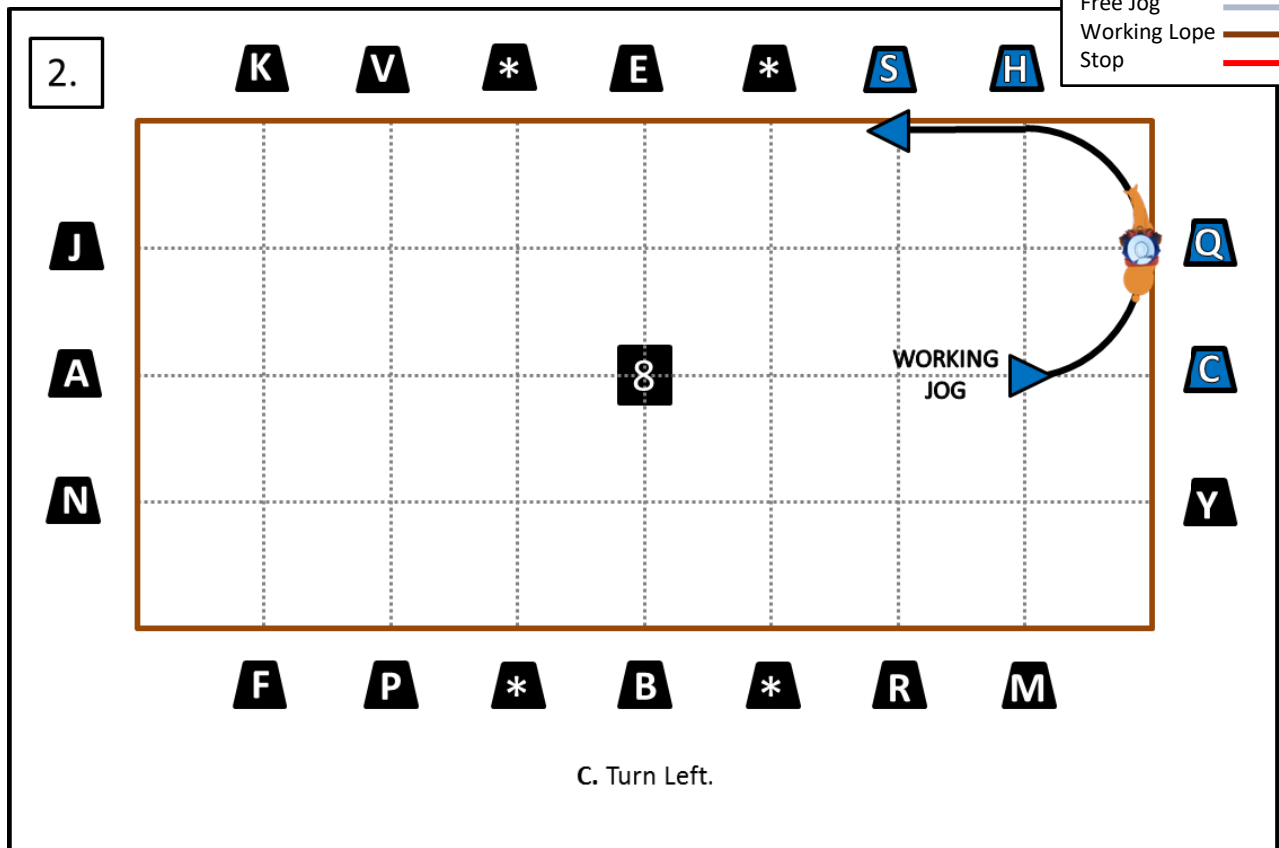 Free Jog
Working Lope
Stop
2.
K V * E * S H
J Q
WORKING
JOG
A 8 C
N Y
F P * B * R M
C. Turn Left.